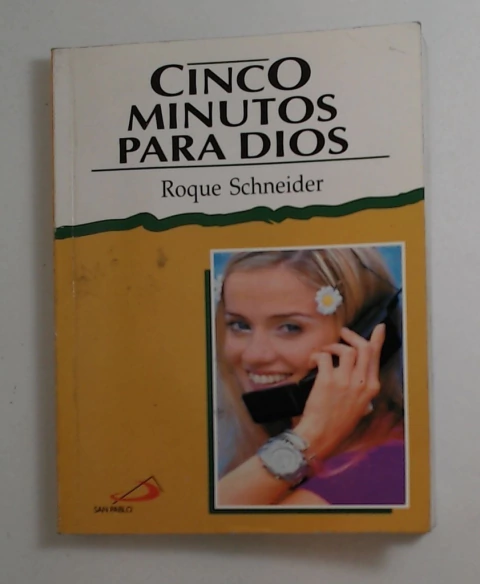 CINCO
MINUTOS
PARA DIOS
Roque Schneider
SAN PABLO